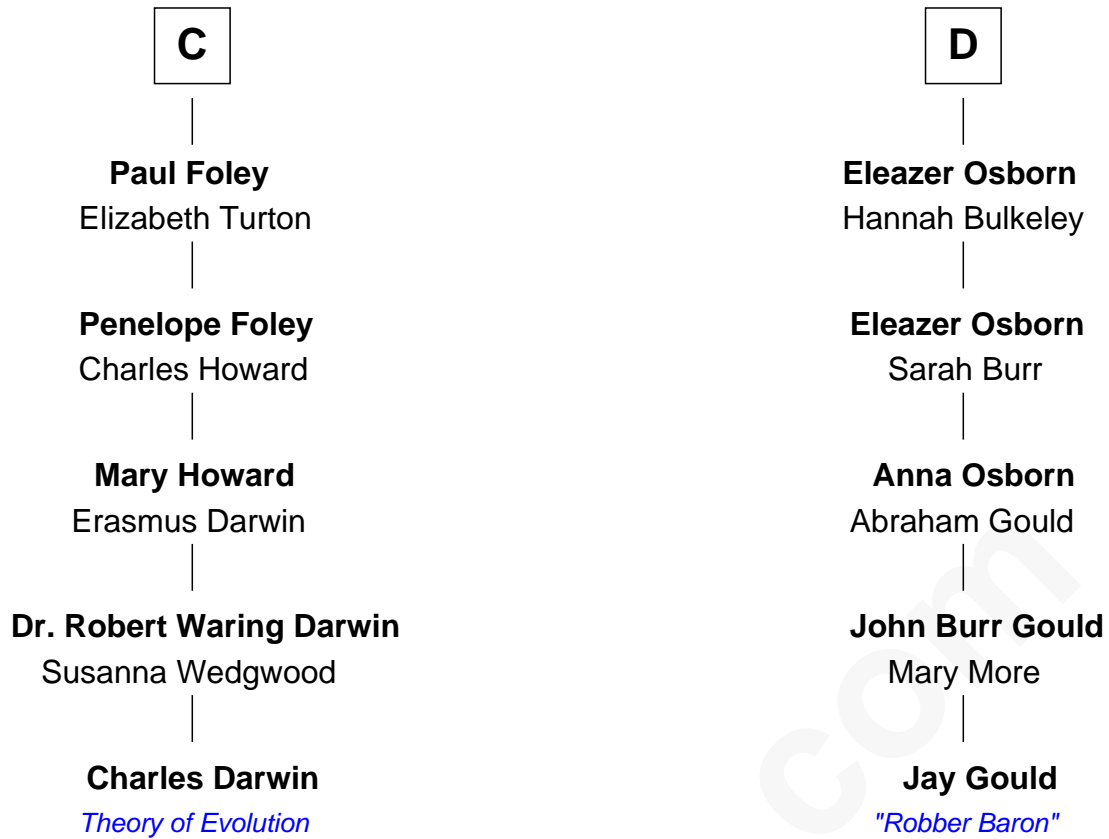 C
Paul Foley
Elizabeth Turton
Penelope Foley
Charles Howard
Mary Howard
Erasmus Darwin
Dr. Robert Waring Darwin
Susanna Wedgwood
Charles Darwin
Theory of Evolution
D
Eleazer Osborn
Hannah Bulkeley
Eleazer Osborn
Sarah Burr
Anna Osborn
Abraham Gould
John Burr Gould
Mary More
Jay Gould
"Robber Baron"
com